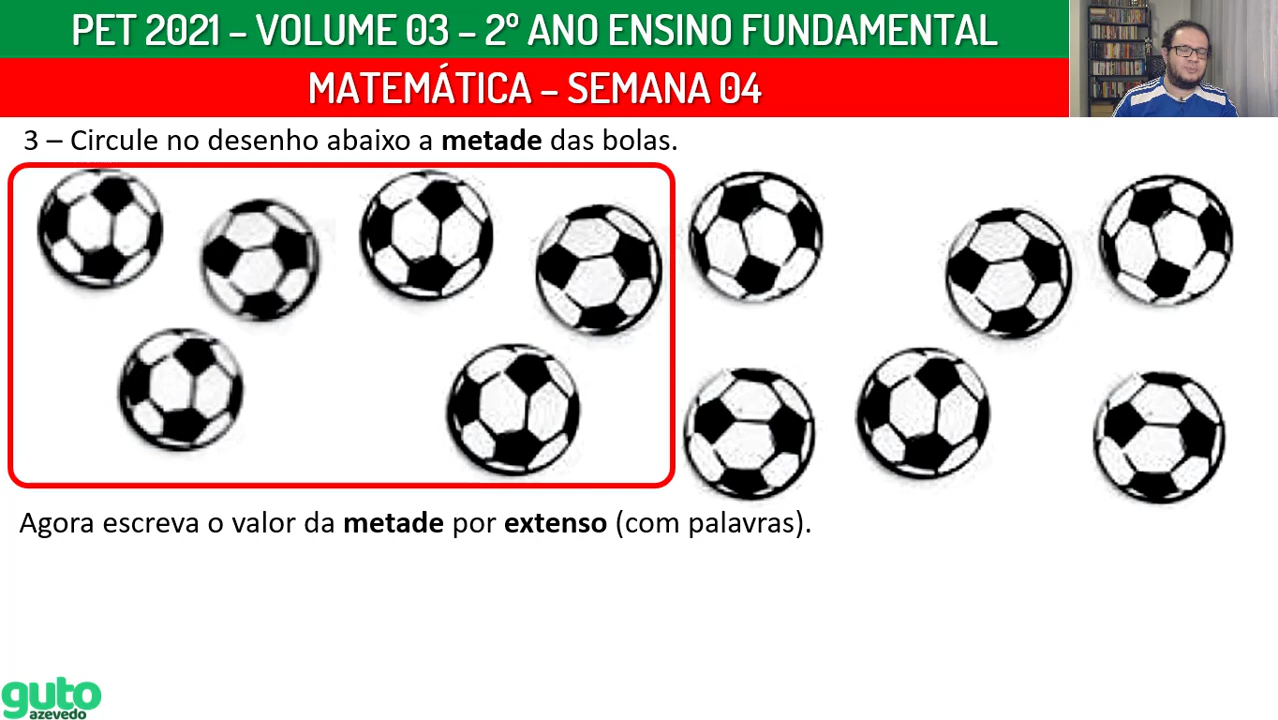 PET 2021 – VOLUME 03 – 2º ANO ENSINO FUNDAMENTAL
MATEMÁTICA – SEMANA 04
3 – Circule no desenho abaixo a metade das bolas.
Agora escreva o valor da metade por extenso (com palavras).
guto
azevedo